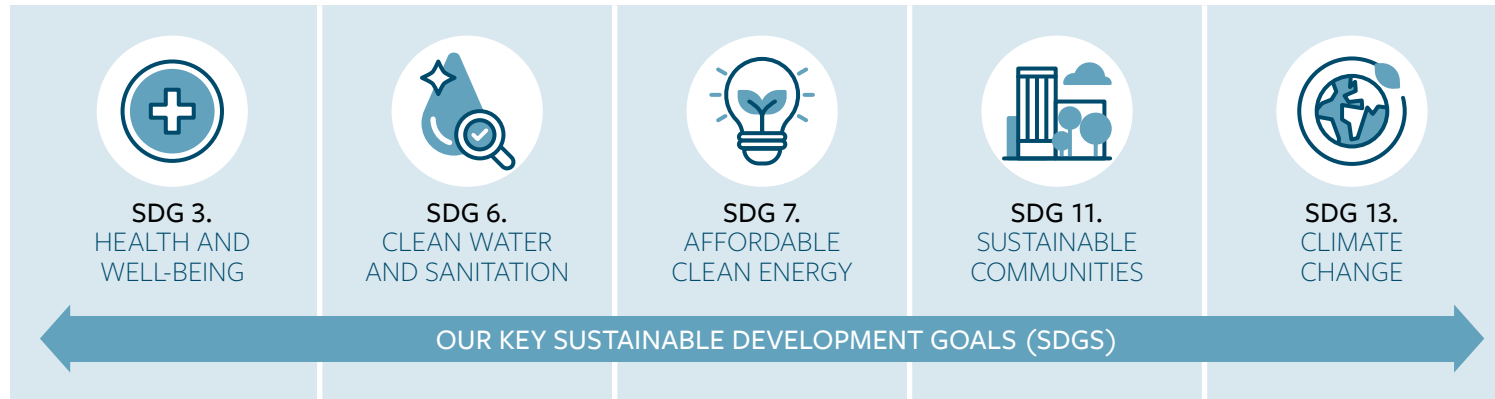 SDG 3.
HEALTH AND
WELL-BEING
SDG 6.
CLEAN WATER
AND SANITATION
SDG 7.
AFFORDABLE
CLEAN ENERGY
SDG 11.
SUSTAINABLE
COMMUNITIES
SDG 13.
CLIMATE
CHANGE
OUR KEY SUSTAINABLE DEVELOPMENT GOALS (SDGS)